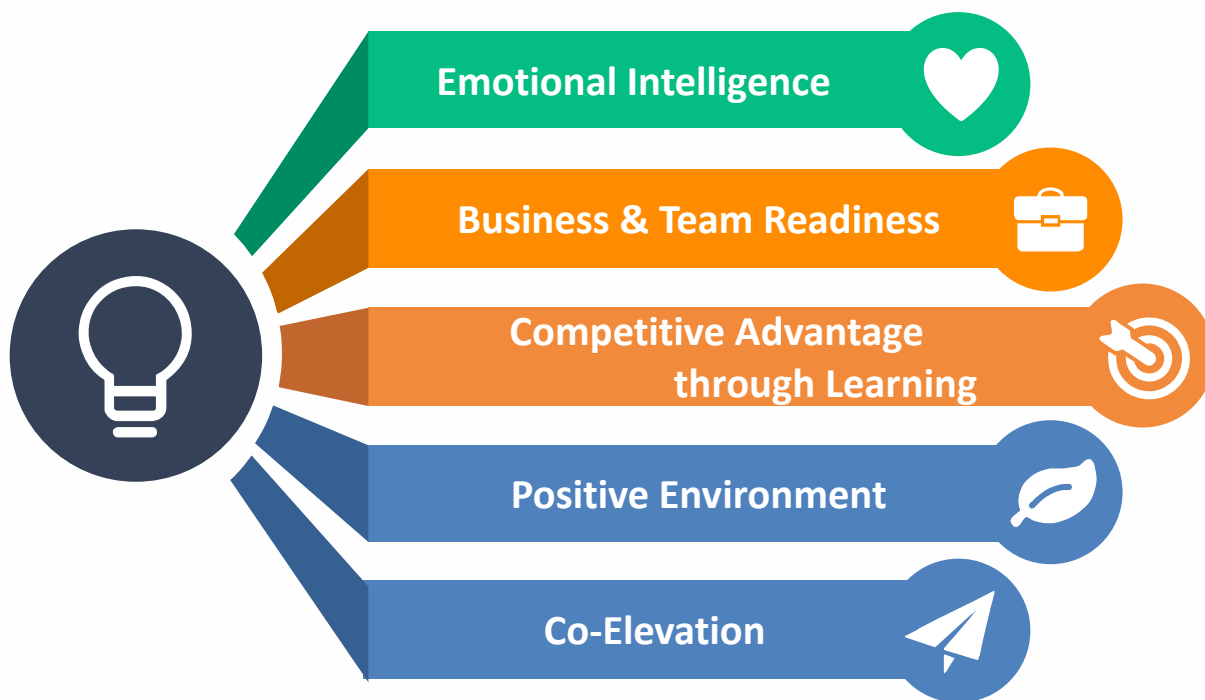 Emotional Intelligence
Business & Team Readiness
Competitive Advantage
through Learning
Positive Environment
Co-Elevation